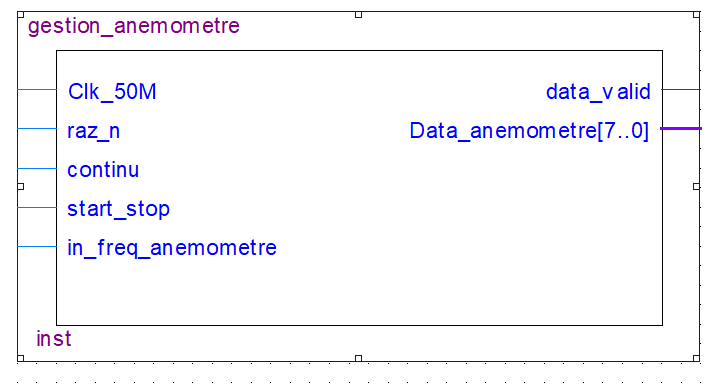 gestion_anemometre
Clk_50M
data_valid
raz_n
Data_anemometre[7..0]
continu
start_stop
in_freq_anemometre
inst